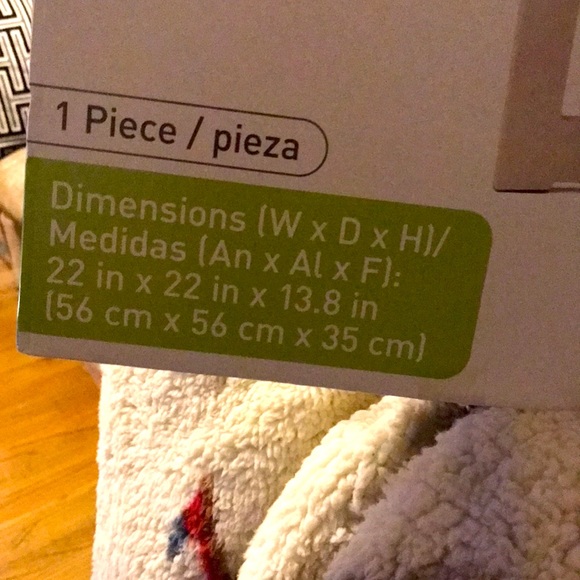 1 Piece / pieza
Dimensions (W x D x H)/
Medidas (An x Al x F):
22 in x 22 in x 13.8 in
(56 cm x 56 cm x 35 cm)